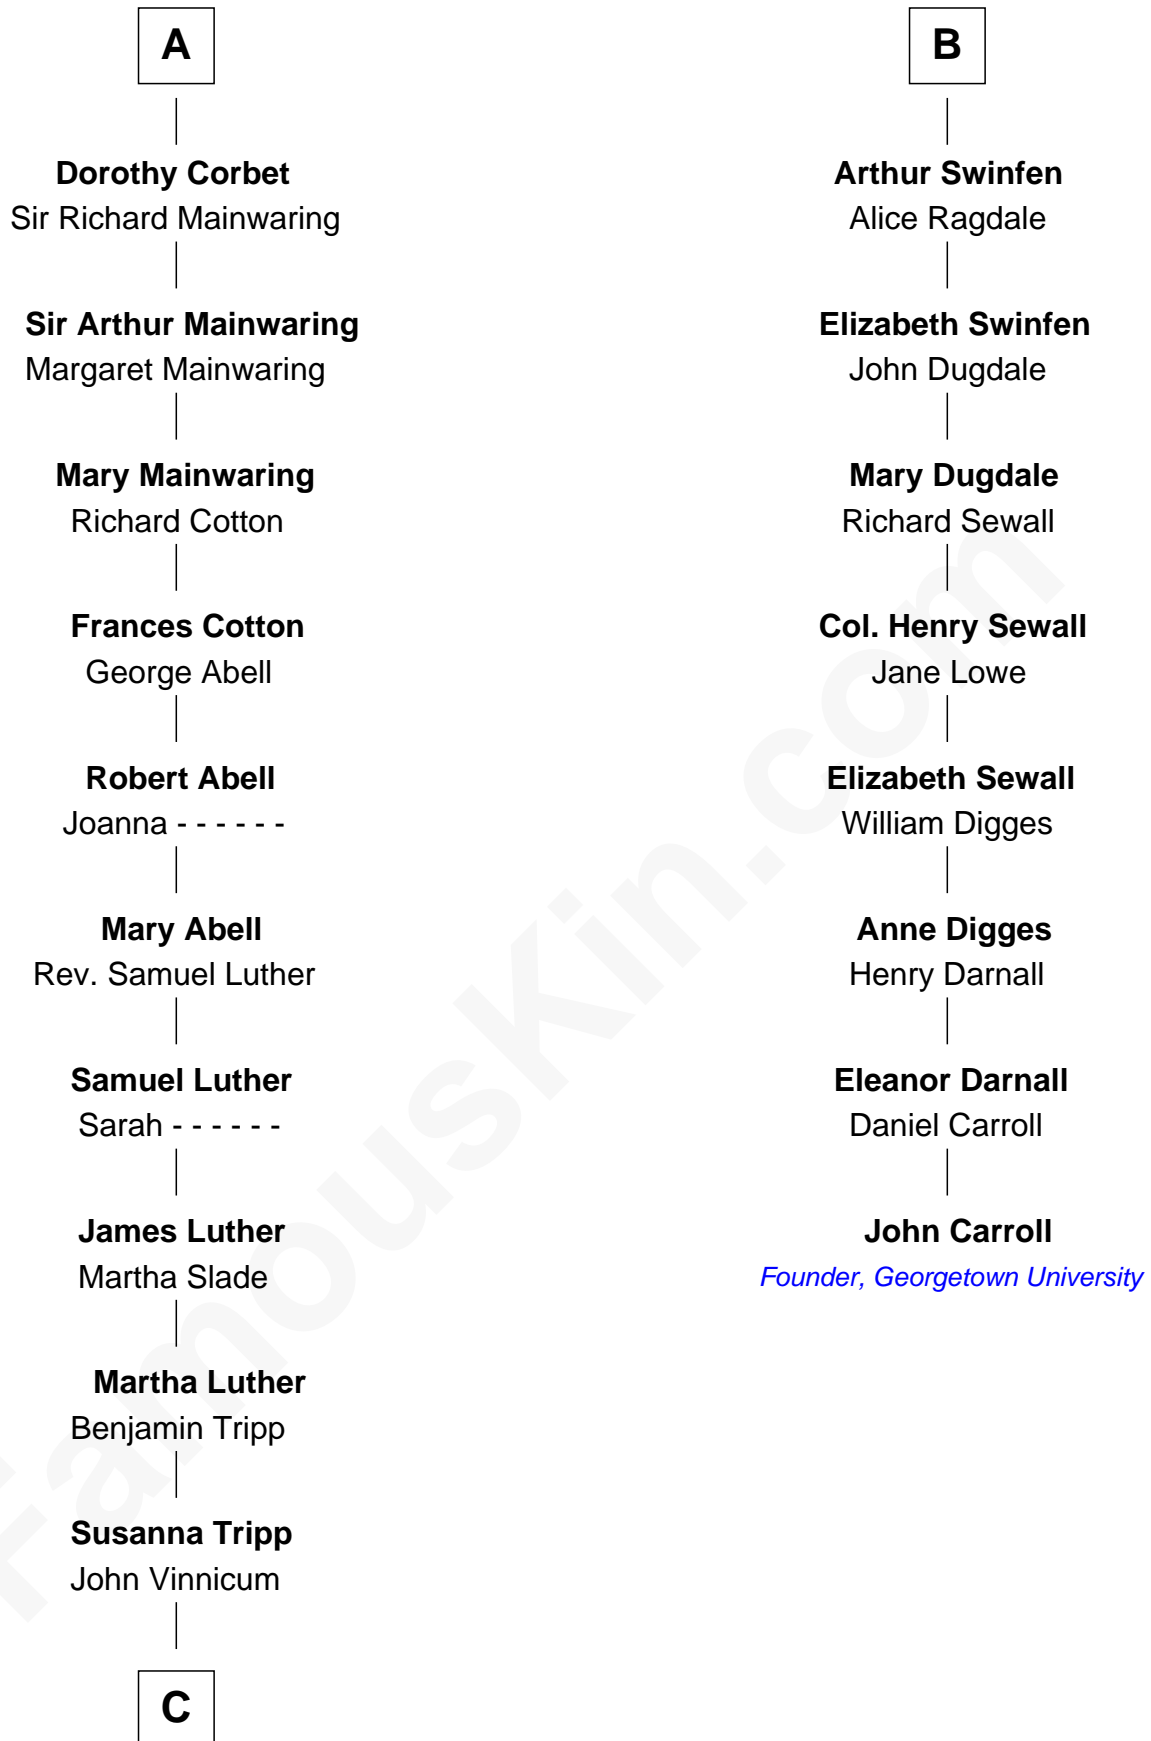 A
Dorothy Corbet
Sir Richard Mainwaring
Sir Arthur Mainwaring
Margaret Mainwaring
Mary Mainwaring
Richard Cotton
Frances Cotton
George Abell
Robert Abell
Joanna - - - - - -
Mary Abell
Rev. Samuel Luther
Samuel Luther
Sarah - - - - - -
James Luther
Martha Slade
Martha Luther
Benjamin Tripp
Susanna Tripp
John Vinnicum
C
B
Arthur Swinfen
Alice Ragdale
Elizabeth Swinfen
John Dugdale
Mary Dugdale
Richard Sewall
Col. Henry Sewall
Jane Lowe
Elizabeth Sewall
William Digges
Anne Digges
Henry Darnall
Eleanor Darnall
Daniel Carroll
John Carroll
Founder, Georgetown University
FamousKin.com